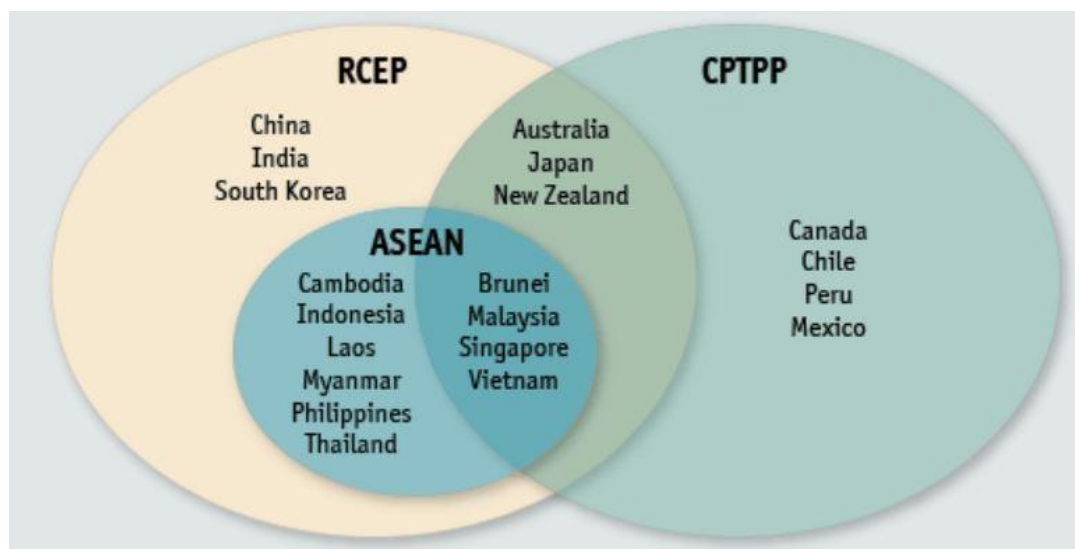 RCEP
CPTPP
China
India
South Korea
Australia
Japan
New Zealand
Canada
Chile
Peru
Mexico
ASEAN
Cambodia
Indonesia
Laos
Myanmar
Philippines
Thailand
Brunei
Malaysia
Singapore
Vietnam